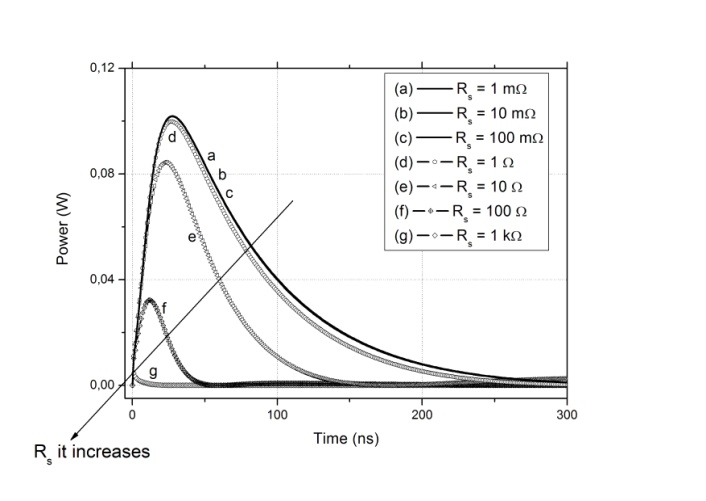 0,12
0,08
0,04
0,00
Power (W)
0
100
200
300
Time (ns)
(a) R_s = 1 mΩ
(b) R_s = 10 mΩ
(c) R_s = 100 mΩ
(d) R_s = 1 Ω
(e) R_s = 10 Ω
(f) R_s = 100 Ω
(g) R_s = 1 kΩ
d
a
b
c
e
f
g
R_s it increases